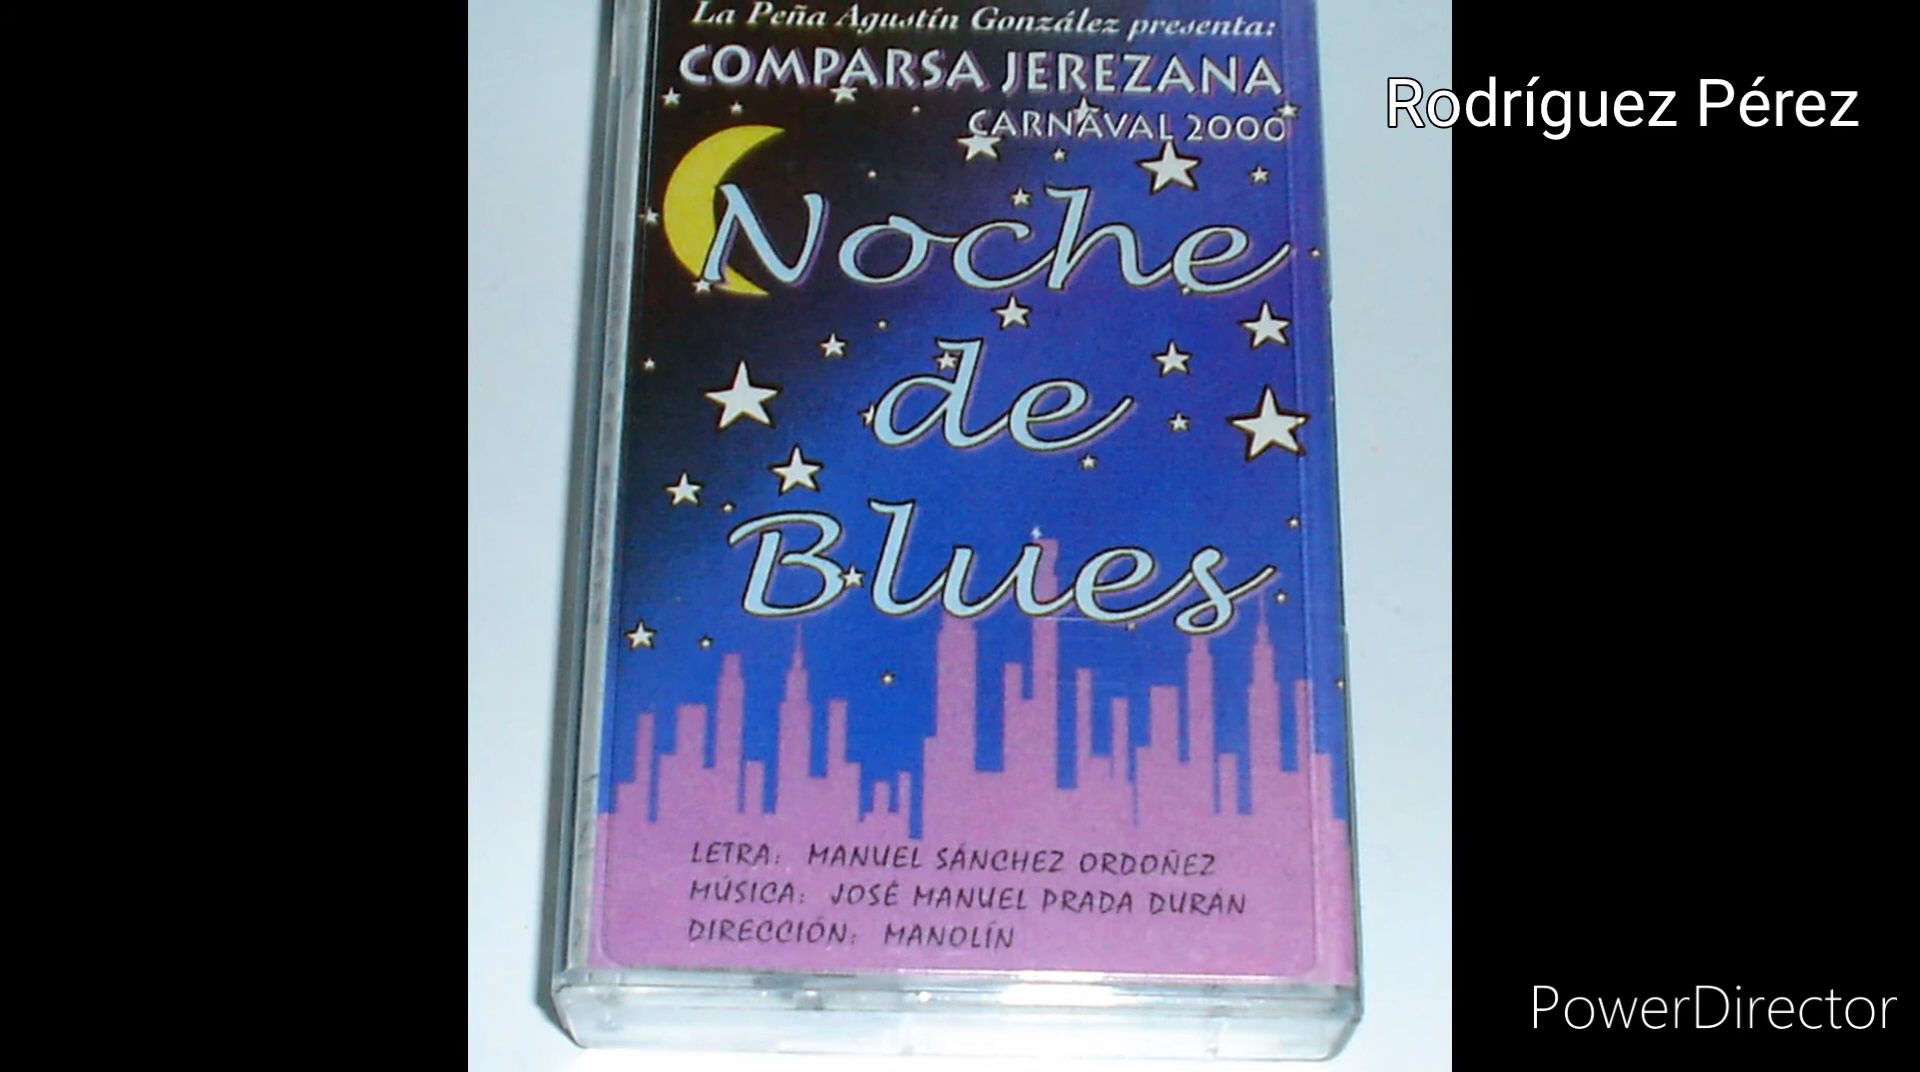 La Peña Agustín González presenta:
COMPARSA JEREZANA
CARNAVAL 2000
Rodríguez Pérez
Noche
de
Blues
LETRA: MANUEL SÁNCHEZ ORDOÑEZ
MÚSICA: JOSÉ MANUEL PRADA DURÁN
DIRECCIÓN: MANOLÍN
PowerDirector